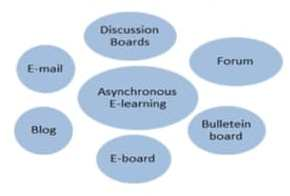 Discussion
Boards
E-mail
Forum
Asynchronous
E-learning
Blog
Bulletein
board
E-board